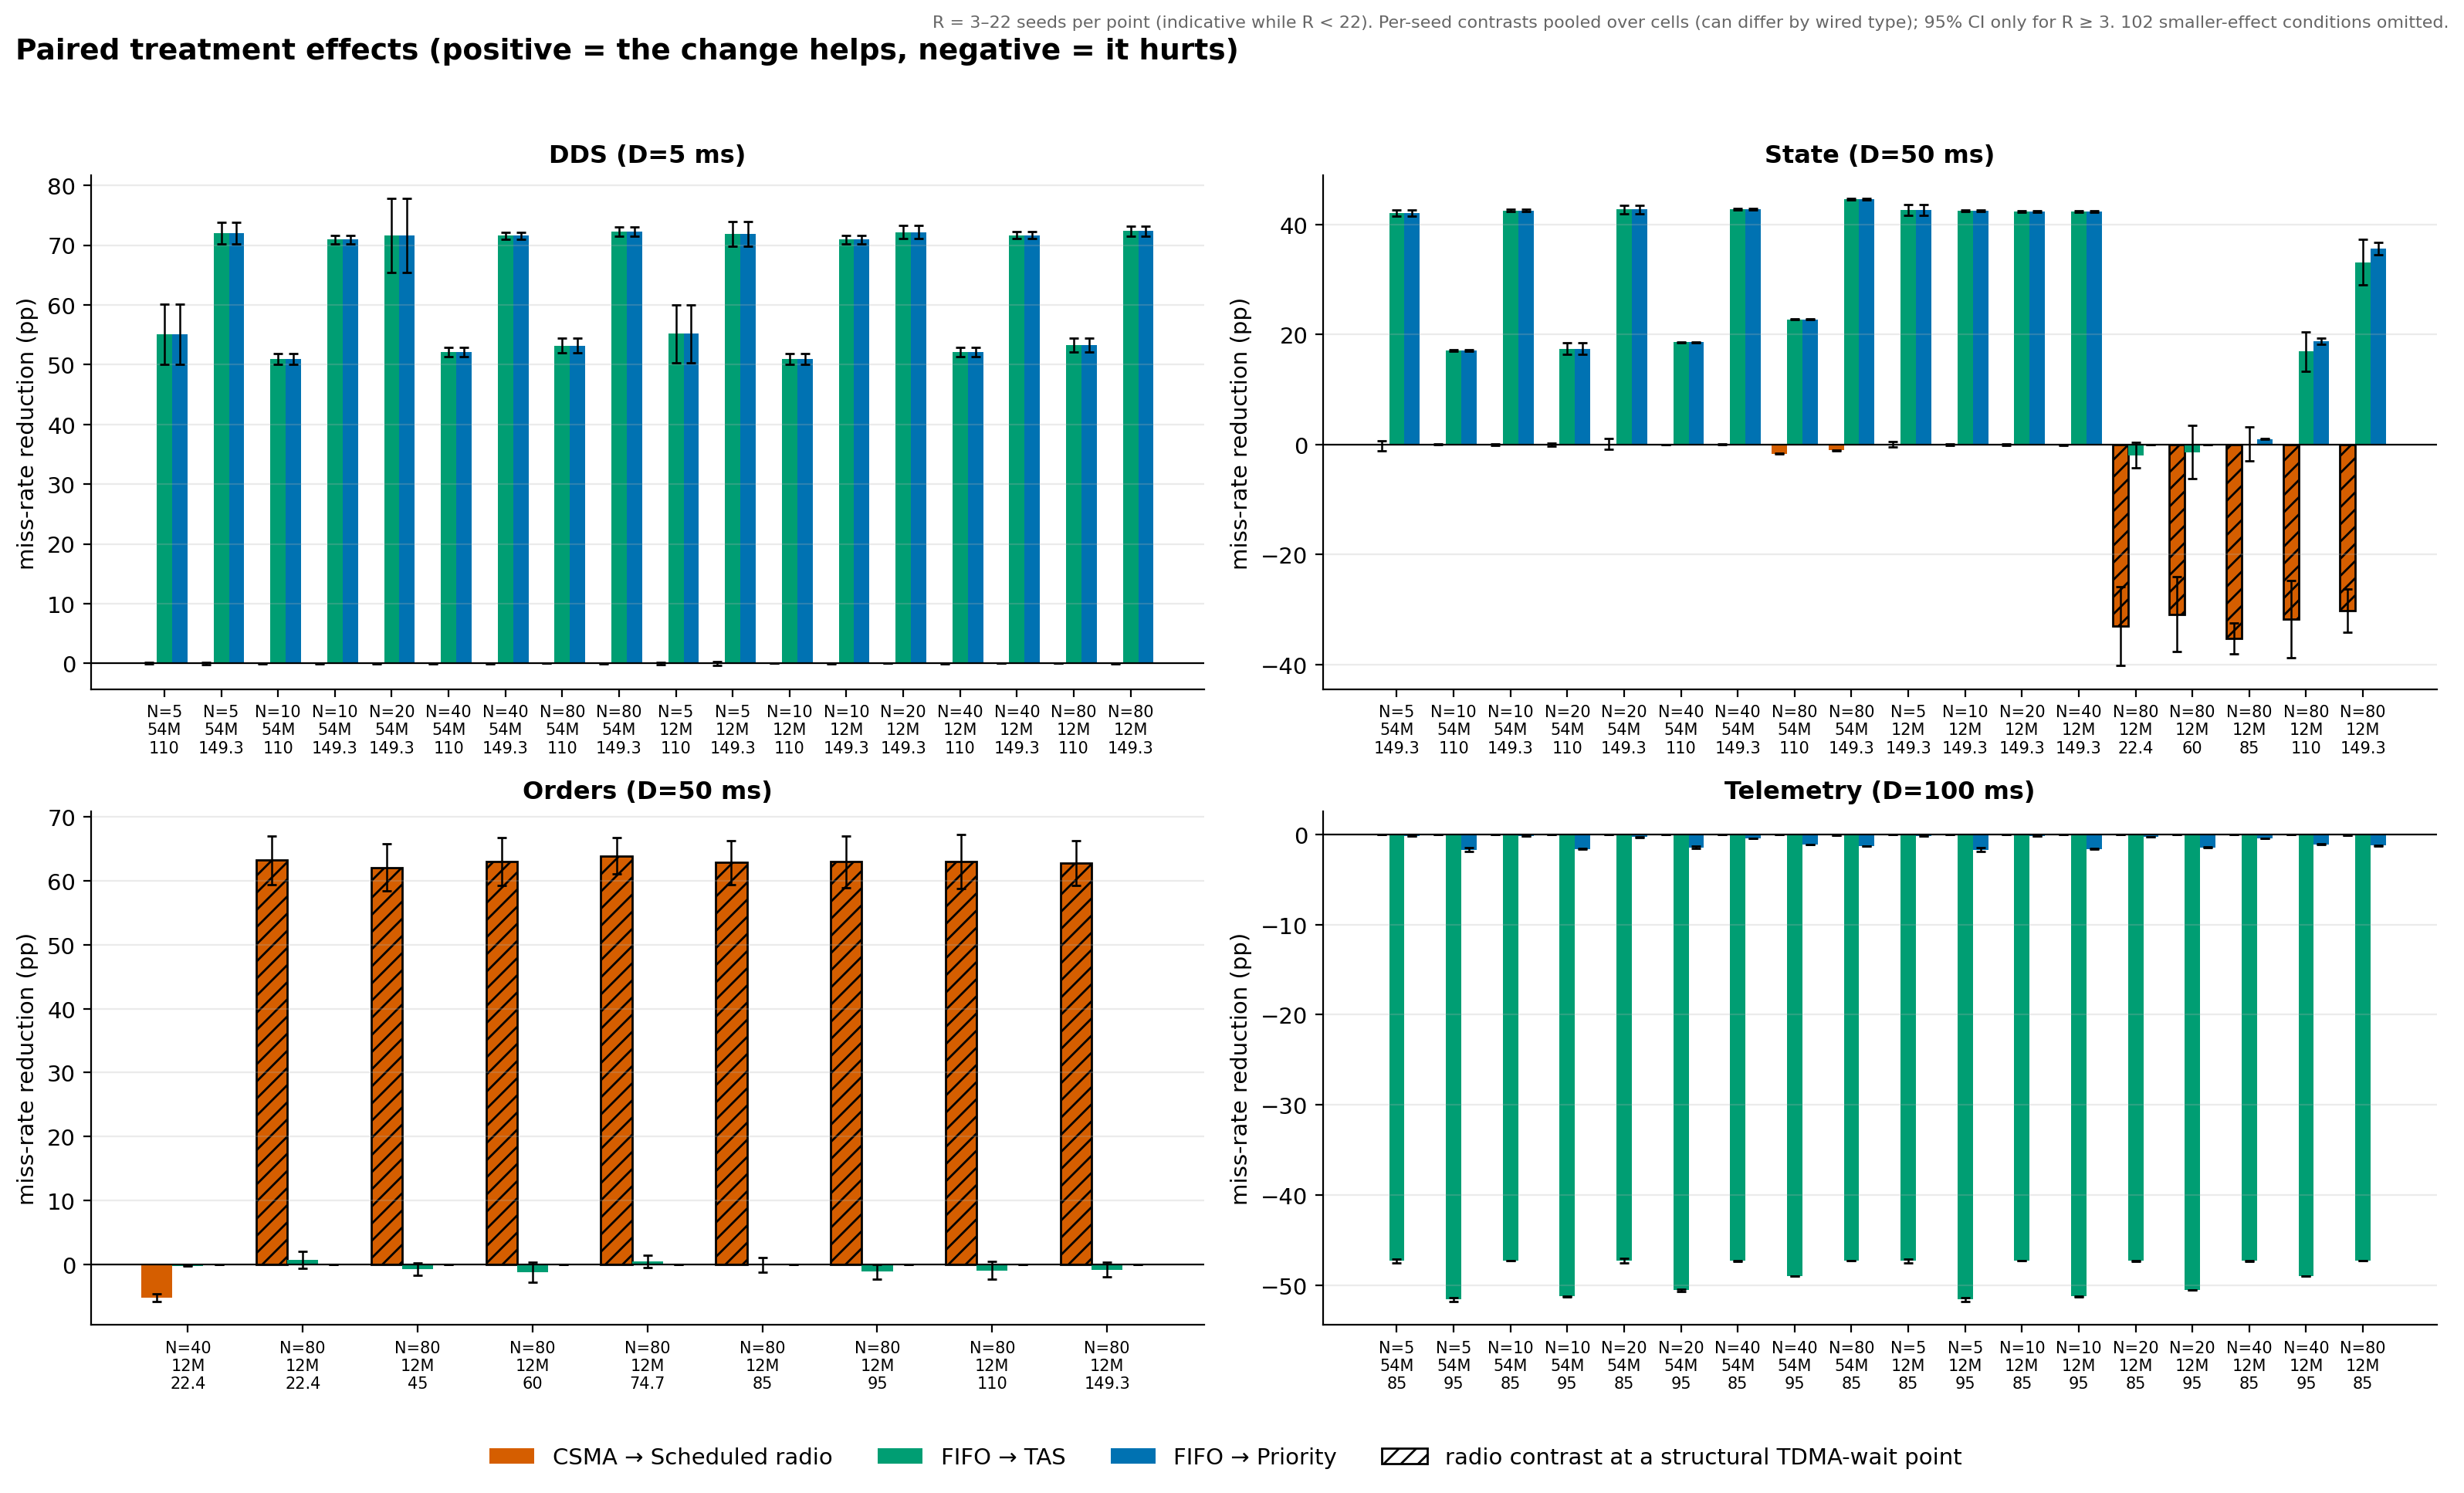 R = 3–22 seeds per point (indicative while R < 22). Per-seed contrasts pooled over cells (can differ by wired type); 95% CI only for R ≥ 3. 102 smaller-effect conditions omitted.
Paired treatment effects (positive = the change helps, negative = it hurts)
DDS (D=5 ms)
miss-rate reduction (pp)
80
70
60
50
40
30
20
10
0
N=5 N=5 N=10 N=10 N=20 N=40 N=40 N=80 N=80 N=5 N=5 N=10 N=10 N=20 N=40 N=40 N=80 N=80
54M 54M 54M 54M 54M 54M 54M 54M 54M 12M 12M 12M 12M 12M 12M 12M 12M 12M
110 149.3 110 149.3 149.3 110 149.3 110 149.3 110 149.3 110 149.3 149.3 110 149.3 110 149.3
State (D=50 ms)
miss-rate reduction (pp)
40
20
0
−20
−40
N=5 N=10 N=10 N=20 N=20 N=40 N=40 N=80 N=80 N=5 N=10 N=20 N=40 N=80 N=80 N=80 N=80 N=80
54M 54M 54M 54M 54M 54M 54M 54M 54M 12M 12M 12M 12M 12M 12M 12M 12M 12M
149.3 110 149.3 110 149.3 110 149.3 110 149.3 149.3 149.3 149.3 149.3 22.4 60 85 110 149.3
Orders (D=50 ms)
miss-rate reduction (pp)
70
60
50
40
30
20
10
0
N=40 N=80 N=80 N=80 N=80 N=80 N=80 N=80 N=80
12M 12M 12M 12M 12M 12M 12M 12M 12M
22.4 22.4 45 60 74.7 85 95 110 149.3
Telemetry (D=100 ms)
miss-rate reduction (pp)
0
−10
−20
−30
−40
−50
N=5 N=5 N=10 N=10 N=20 N=20 N=40 N=40 N=80 N=5 N=5 N=10 N=10 N=20 N=20 N=40 N=40 N=80
54M 54M 54M 54M 54M 54M 54M 54M 54M 12M 12M 12M 12M 12M 12M 12M 12M 12M
85 95 85 95 85 95 85 95 85 85 95 85 95 85 95 85 95 85
CSMA → Scheduled radio
FIFO → TAS
FIFO → Priority
radio contrast at a structural TDMA-wait point